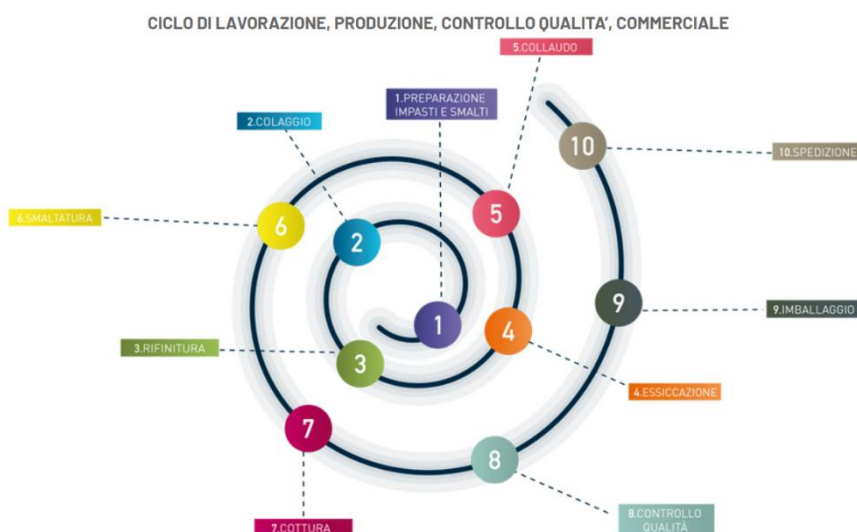 CICLO DI LAVORAZIONE, PRODUZIONE, CONTROLLO QUALITA', COMMERCIALE
5.COLLAUDO
1.PREPARAZIONE
IMPASTI E SMALTI
2.COLAGGIO
10
10.SPEDIZIONE
6.SMALTATURA
6
5
2
9
9.IMBALLAGGIO
1
4
3.RIFINITURA
3
4.ESSICCAZIONE
7
8
8.CONTROLLO
QUALITÀ
7.COTTURA